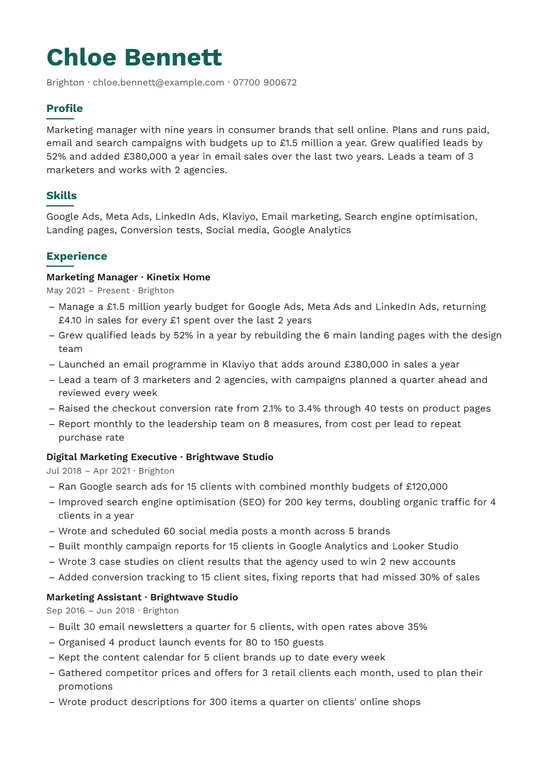 Chloe Bennett
Brighton · chloe.bennett@example.com · 07700 900672
Profile
Marketing manager with nine years in consumer brands that sell online. Plans and runs paid,
email and search campaigns with budgets up to £1.5 million a year. Grew qualified leads by
52% and added £380,000 a year in email sales over the last two years. Leads a team of 3
marketers and works with 2 agencies.
Skills
Google Ads, Meta Ads, LinkedIn Ads, Klaviyo, Email marketing, Search engine optimisation,
Landing pages, Conversion tests, Social media, Google Analytics
Experience
Marketing Manager · Kinetix Home
May 2021 – Present · Brighton
– Manage a £1.5 million yearly budget for Google Ads, Meta Ads and LinkedIn Ads, returning
£4.10 in sales for every £1 spent over the last 2 years
– Grew qualified leads by 52% in a year by rebuilding the 6 main landing pages with the design
team
– Launched an email programme in Klaviyo that adds around £380,000 in sales a year
– Lead a team of 3 marketers and 2 agencies, with campaigns planned a quarter ahead and
reviewed every week
– Raised the checkout conversion rate from 2.1% to 3.4% through 40 tests on product pages
– Report monthly to the leadership team on 8 measures, from cost per lead to repeat
purchase rate
Digital Marketing Executive · Brightwave Studio
Jul 2018 – Apr 2021 · Brighton
– Ran Google search ads for 15 clients with combined monthly budgets of £120,000
– Improved search engine optimisation (SEO) for 200 key terms, doubling organic traffic for 4
clients in a year
– Wrote and scheduled 60 social media posts a month across 5 brands
– Built monthly campaign reports for 15 clients in Google Analytics and Looker Studio
– Wrote 3 case studies on client results that the agency used to win 2 new accounts
– Added conversion tracking to 15 client sites, fixing reports that had missed 30% of sales
Marketing Assistant · Brightwave Studio
Sep 2016 – Jun 2018 · Brighton
– Built 30 email newsletters a quarter for 5 clients, with open rates above 35%
– Organised 4 product launch events for 80 to 150 guests
– Kept the content calendar for 5 client brands up to date every week
– Gathered competitor prices and offers for 3 retail clients each month, used to plan their
promotions
– Wrote product descriptions for 300 items a quarter on clients' online shops